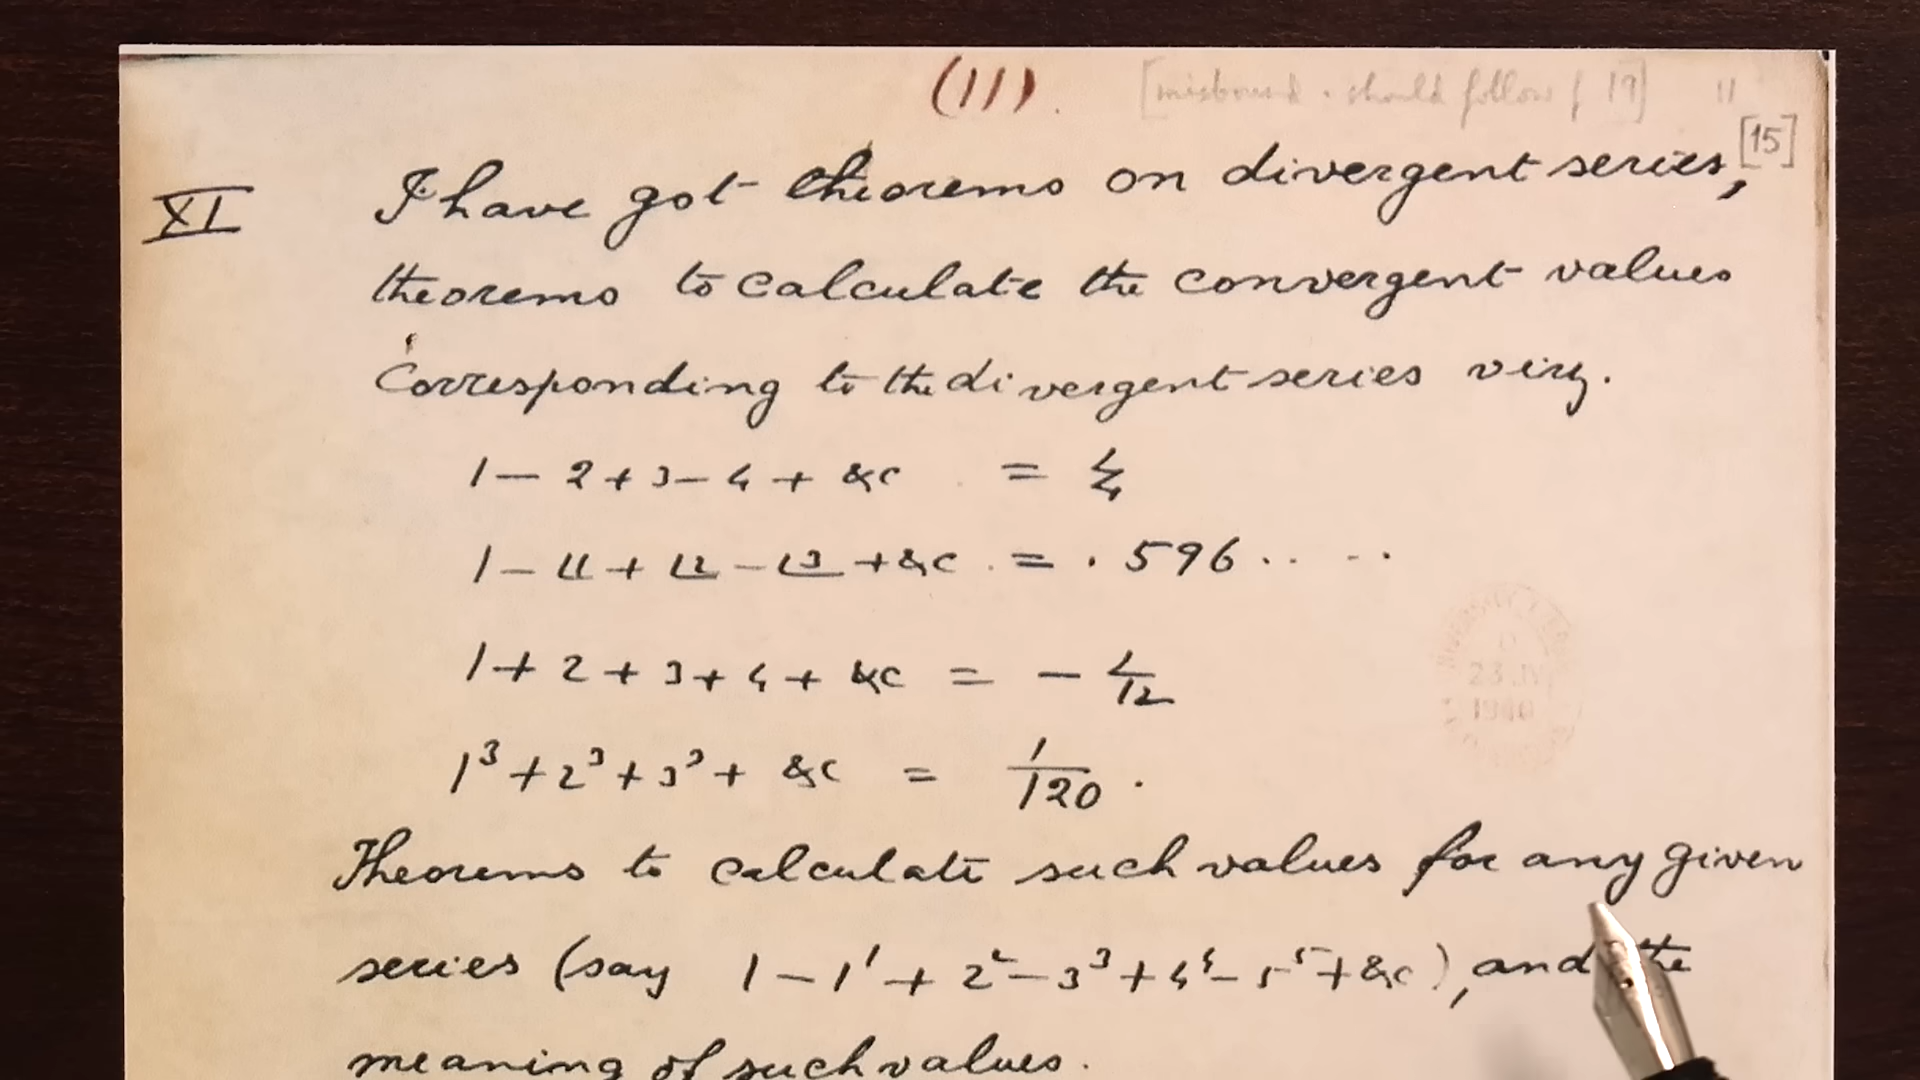 (11). [misbound. should follow f 19] 11
[15]
XI I have got theorems on divergent series,
theorems to calculate the convergent values
corresponding to the divergent series viz.
1 - 2 + 3 - 4 + &c = 1/4
1 - |1 + |2 - |3 + &c. = .596.. ..
1 + 2 + 3 + 4 + &c = - 1/12
1³ + 2³ + 3³ + &c = 1/120.
Theorems to calculate such values for any given
series (say 1 - 1¹ + 2² - 3³ + 4⁴ - 5⁵ + &c), and the
meaning of such values.
23
1940